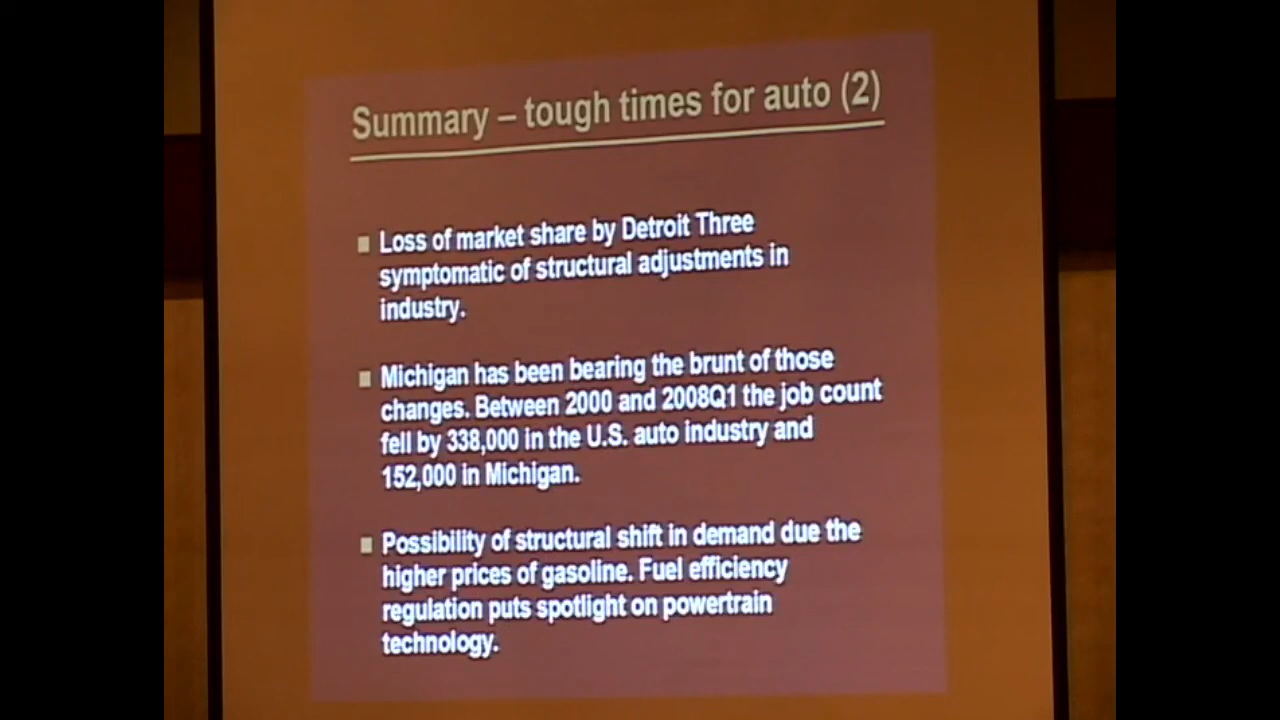 Summary – tough times for auto (2)
Loss of market share by Detroit Three
symptomatic of structural adjustments in
industry.
Michigan has been bearing the brunt of those
changes. Between 2000 and 2008Q1 the job count
fell by 338,000 in the U.S. auto industry and
152,000 in Michigan.
Possibility of structural shift in demand due the
higher prices of gasoline. Fuel efficiency
regulation puts spotlight on powertrain
technology.